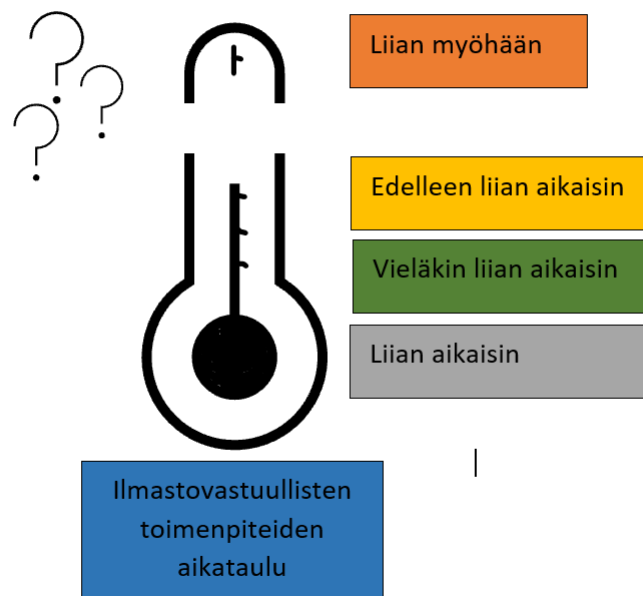 Liian myöhään
Edelleen liian aikaisin
Vieläkin liian aikaisin
Liian aikaisin
Ilmastovastuullisten
toimenpiteiden
aikataulu